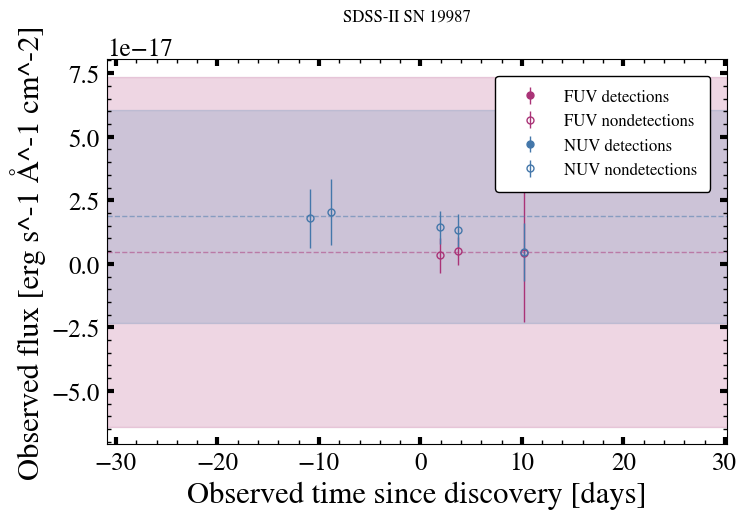 SDSS-II SN 19987
1e−17
Observed flux [erg s^-1 Å^-1 cm^-2]
7.5
5.0
2.5
0.0
−2.5
−5.0
FUV detections
FUV nondetections
NUV detections
NUV nondetections
−30
−20
−10
0
10
20
30
Observed time since discovery [days]